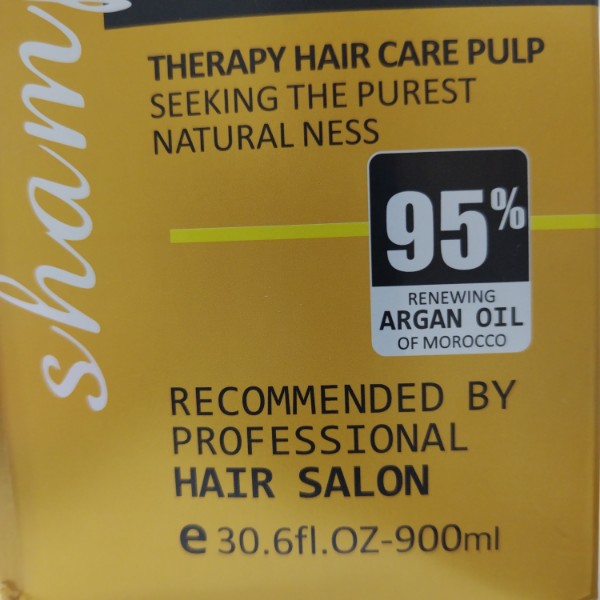 THERAPY HAIR CARE PULP
SEEKING THE PUREST
NATURAL NESS
95%
RENEWING
ARGAN OIL
OF MOROCCO
RECOMMENDED BY
PROFESSIONAL
HAIR SALON
e 30.6fl.OZ-900ml